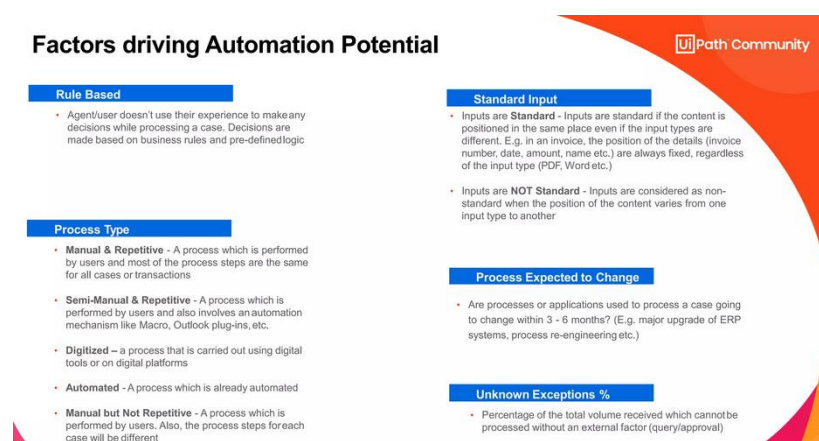 Factors driving Automation Potential
UiPath Community
Rule Based
• Agent/user doesn't use their experience to makeany
decisions while processing a case. Decisions are
made based on business rules and pre-definedlogic
Process Type
• Manual & Repetitive - A process which is performed
by users and most of the process steps are the same
for all cases or transactions
• Semi-Manual & Repetitive - A process which is
performed by users and also involves anautomation
mechanism like Macro, Outlook plug-ins, etc.
• Digitized – a process that is carried out using digital
tools or on digital platforms
• Automated - A process which is already automated
• Manual but Not Repetitive - A process which is
performed by users. Also, the process steps foreach
case will be different
Standard Input
• Inputs are Standard - Inputs are standard if the content is
positioned in the same place even if the input types are
different. E.g. in an invoice, the position of the details (invoice
number, date, amount, name etc.) are always fixed, regardless
of the input type (PDF, Word etc.)
• Inputs are NOT Standard - Inputs are considered as non-
standard when the position of the content varies from one
input type to another
Process Expected to Change
• Are processes or applications used to process a case going
to change within 3 - 6 months? (E.g. major upgrade of ERP
systems, process re-engineering etc.)
Unknown Exceptions %
• Percentage of the total volume received which cannotbe
processed without an external factor (query/approval)